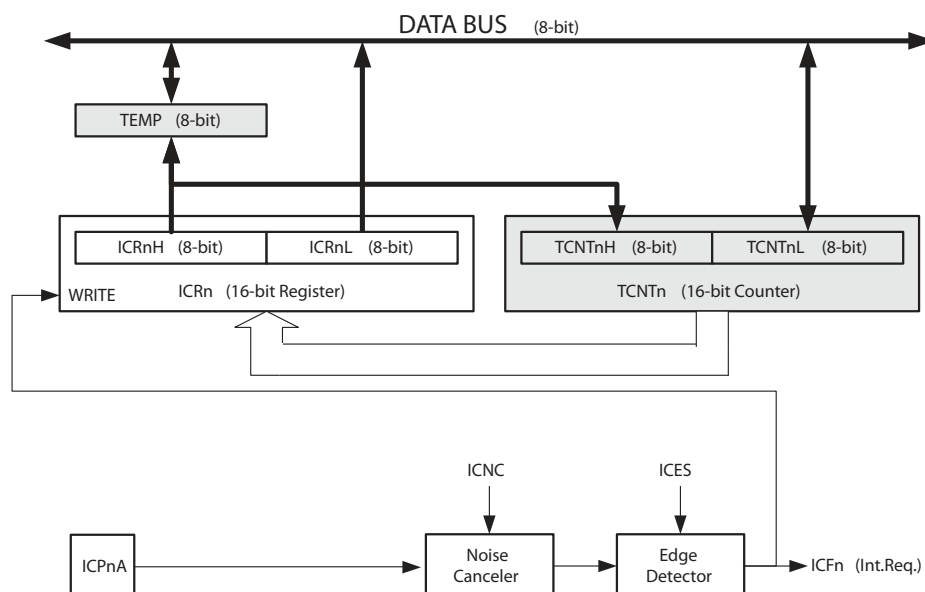 DATA BUS (8-bit)
TEMP (8-bit)
ICRnH (8-bit)
ICRnL (8-bit)
TCNTnH (8-bit)
TCNTnL (8-bit)
WRITE
ICRn (16-bit Register)
TCNTn (16-bit Counter)
ICNC
ICES
ICPnA
Noise
Canceler
Edge
Detector
ICFn (Int.Req.)